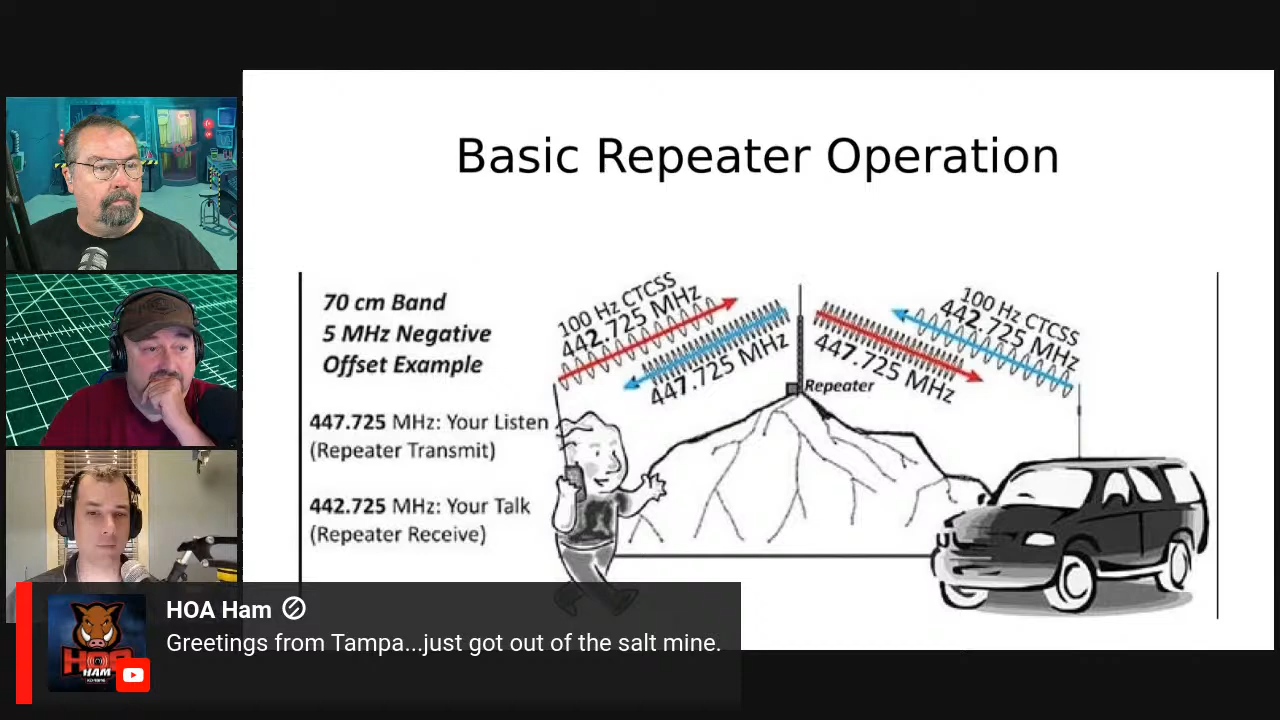 Basic Repeater Operation
70 cm Band
5 MHz Negative
Offset Example
447.725 MHz: Your Listen
(Repeater Transmit)
442.725 MHz: Your Talk
(Repeater Receive)
100 Hz CTCSS
442.725 MHz
447.725 MHz
Repeater
447.725 MHz
100 Hz CTCSS
442.725 MHz
HOA Ham
Greetings from Tampa...just got out of the salt mine.
HOA
HAM